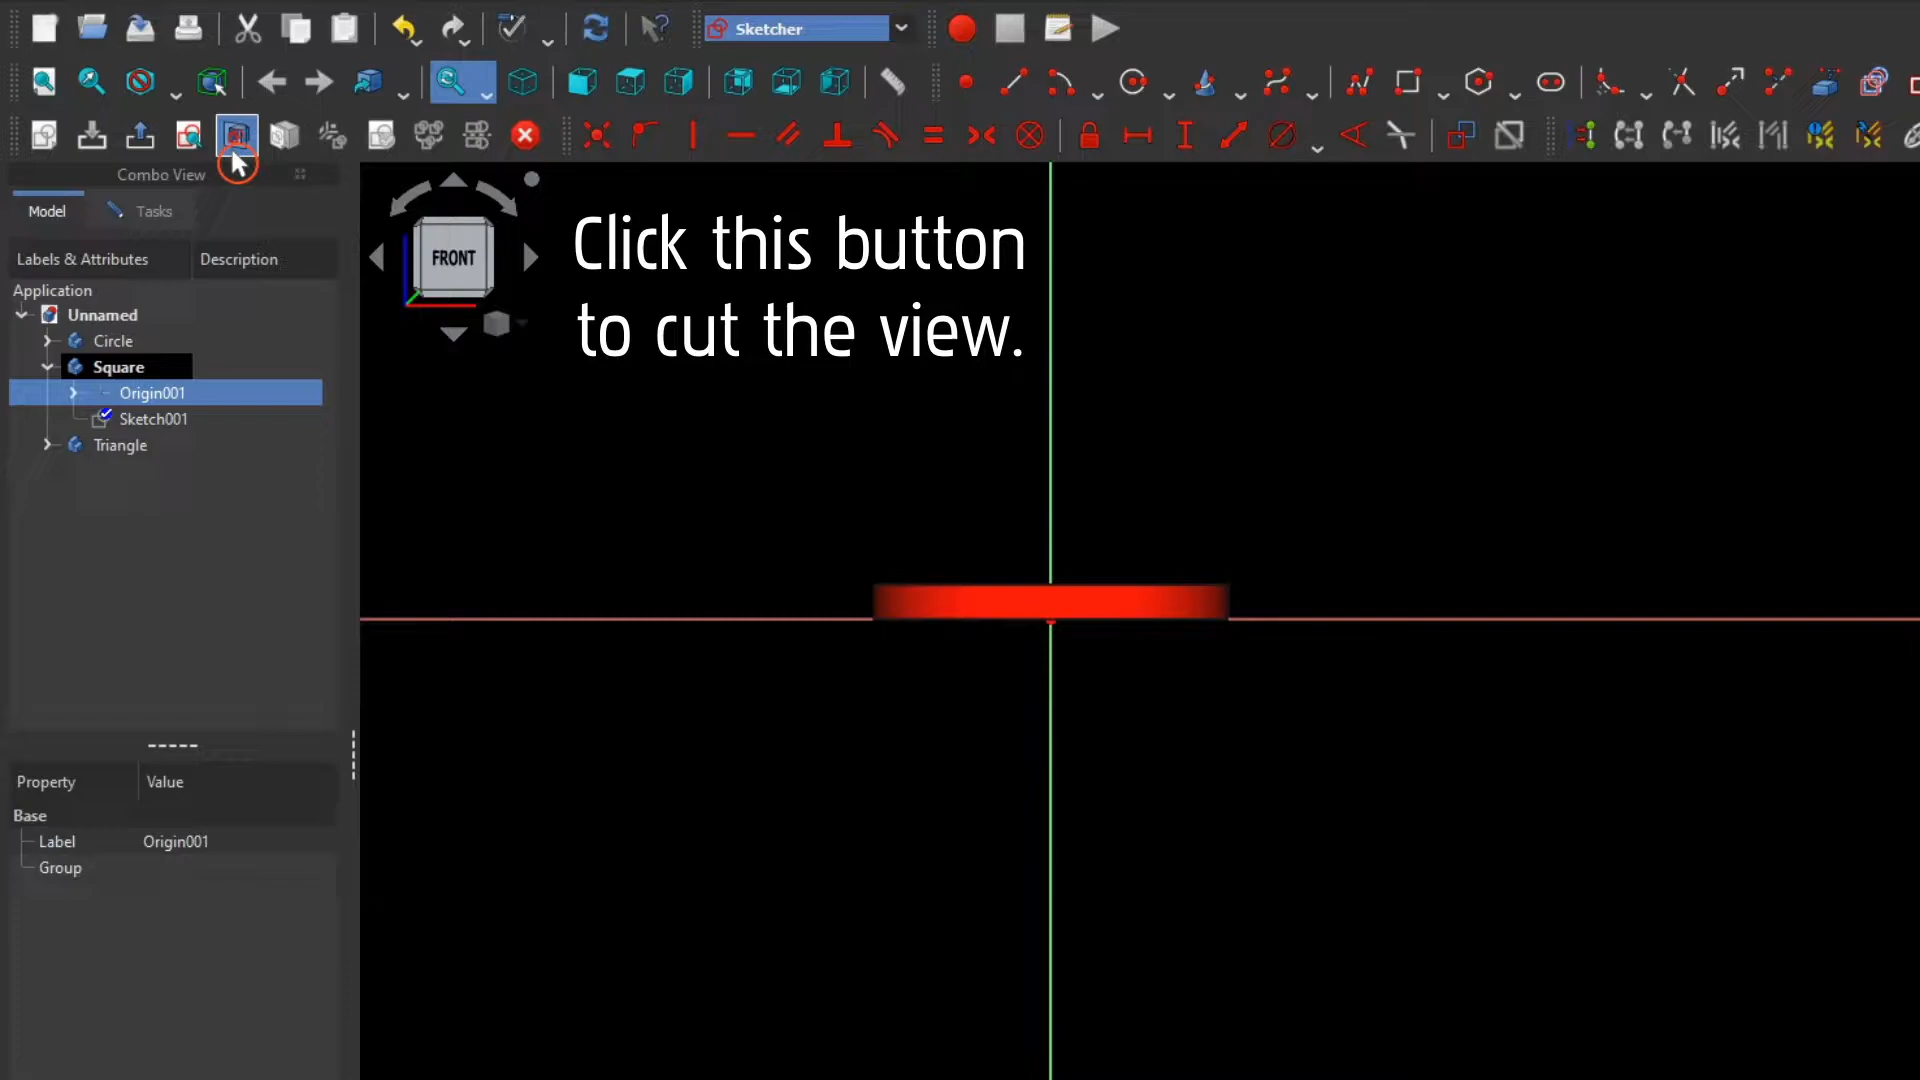 Sketcher
Combo View
Model
Tasks
Labels & Attributes
Description
Application
Unnamed
Circle
Square
Origin001
Sketch001
Triangle
FRONT
Click this button
to cut the view.
Property
Value
Base
Label
Origin001
Group